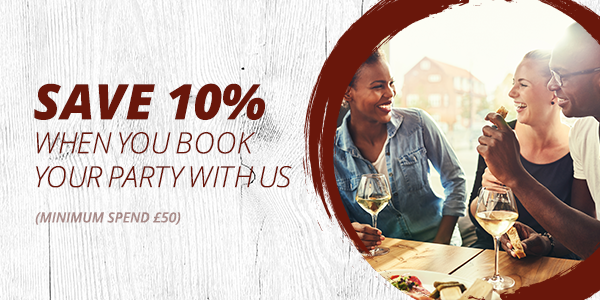 SAVE 10%
WHEN YOU BOOK
YOUR PARTY WITH US
(MINIMUM SPEND £50)